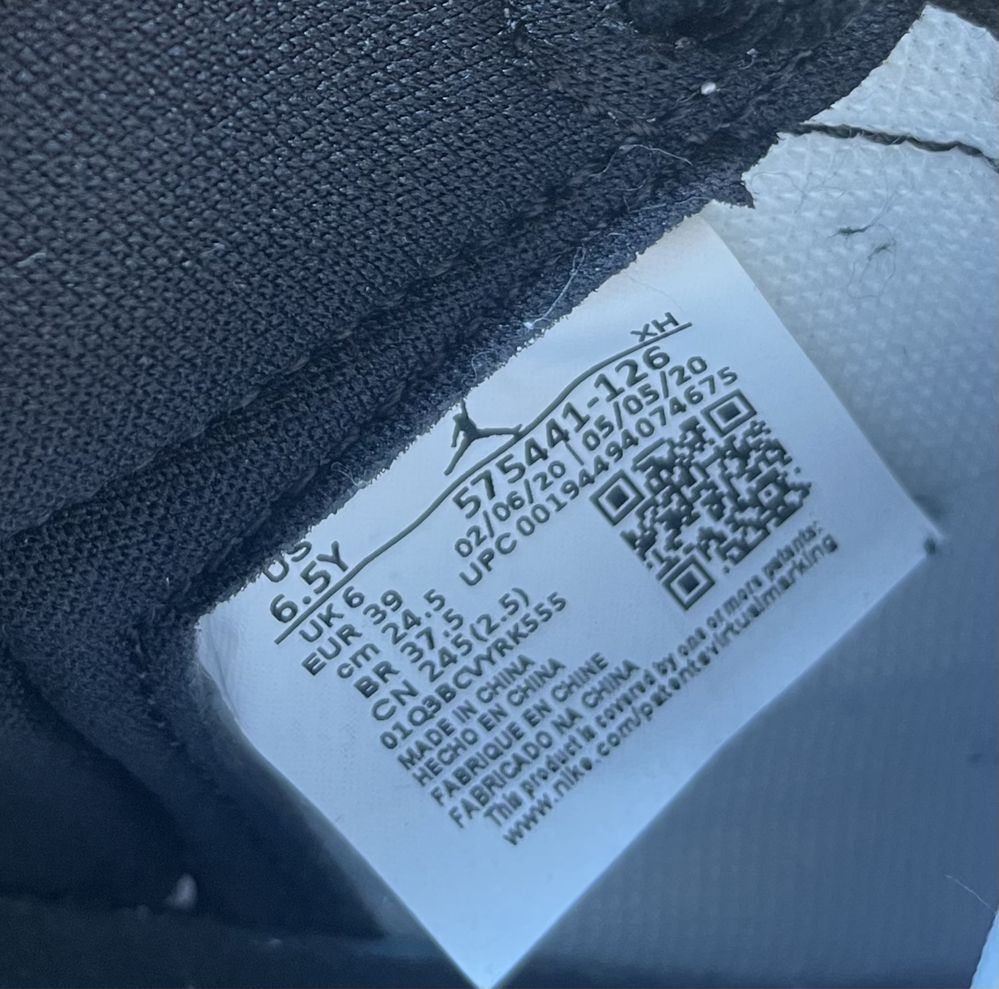 XH
US
6.5Y
575441-126
02/06/20 | 05/05/20
UPC 00194494074675
UK 6
EUR 39
cm 24.5
BR 37.5
CN 245(2.5)
01Q3BCVYRK555
MADE IN CHINA
HECHO EN CHINA
FABRIQUE EN CHINE
FABRICADO NA CHINA
This product is covered by one or more patents:
www.nike.com/patentsvirtualmarking